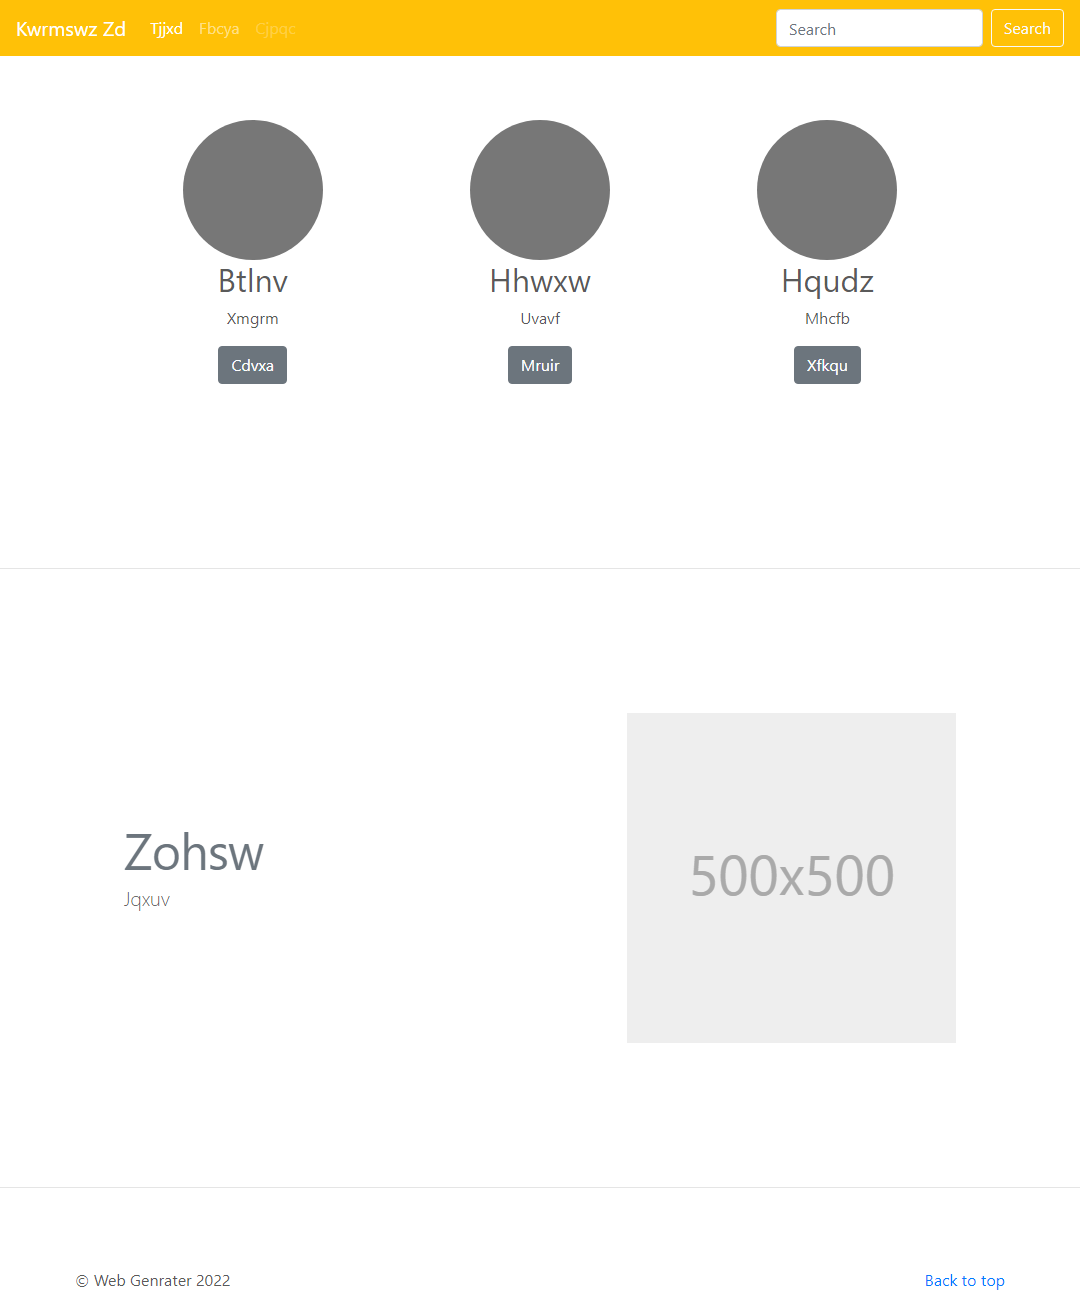 Kwrmswz Zd Tjjxd Fbcya Cjpqc Search Search
Btlnv Hhwxw Hqudz
Xmgrm Uvavf Mhcfb
Cdvxa Mruir Xfkqu
Zohsw
Jqxuv
500x500
© Web Genrater 2022 Back to top